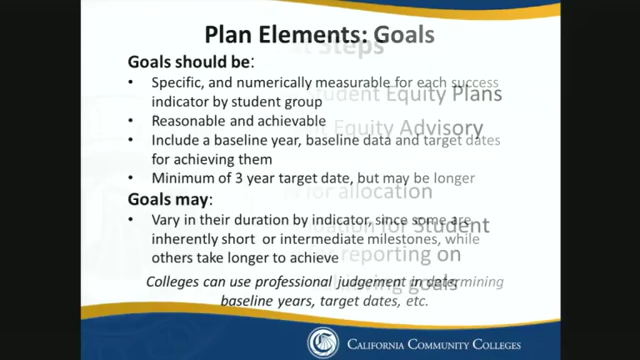 Plan Elements: Goals
Steps
Goals should be:
• Specific, and numerically measurable for each success
indicator by student group
Student Equity Plans
• Reasonable and achievable
Equity Advisory
• Include a baseline year, baseline data and target dates
for achieving them
• Minimum of 3 year target date, but may be longer
for allocation
Goals may:
• Vary in their duration by indicator, since some are
for Student
inherently short or intermediate milestones, while
others take longer to achieve
reporting on
Colleges can use professional judgement in determining
goals
baseline years, target dates, etc.
CALIFORNIA COMMUNITY COLLEGES